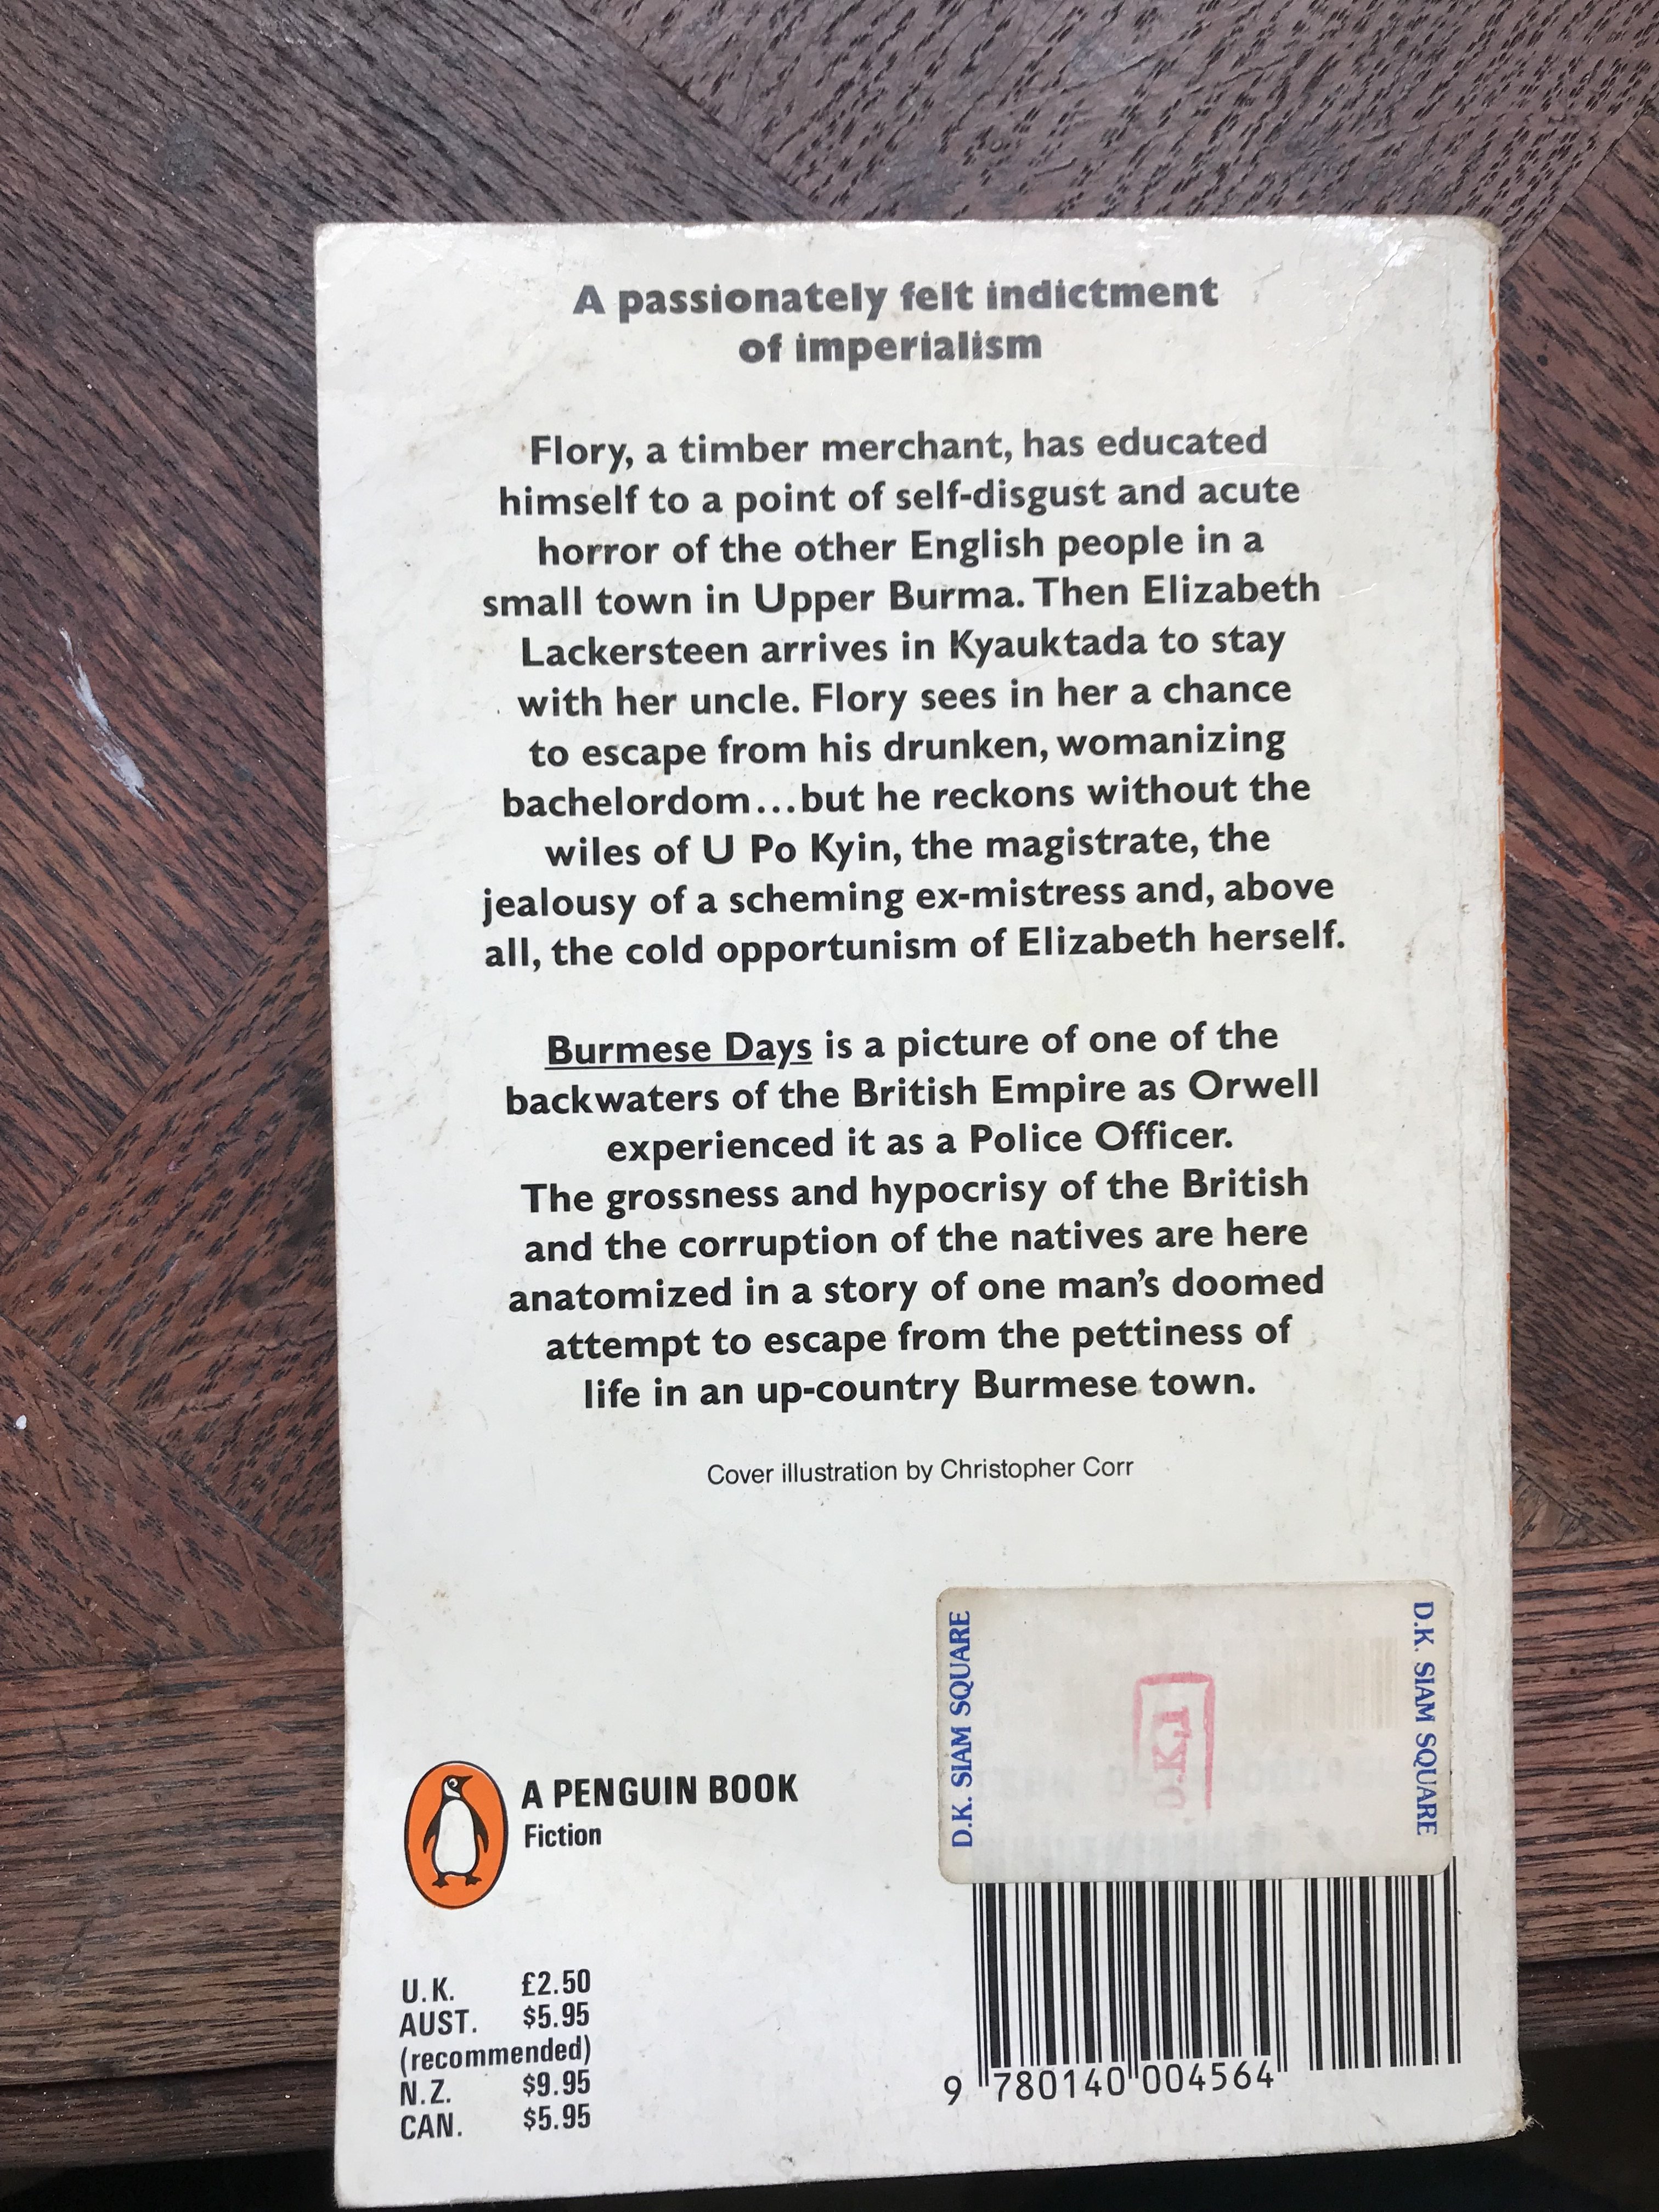 A passionately felt indictment
of imperialism
Flory, a timber merchant, has educated
himself to a point of self-disgust and acute
horror of the other English people in a
small town in Upper Burma. Then Elizabeth
Lackersteen arrives in Kyauktada to stay
with her uncle. Flory sees in her a chance
to escape from his drunken, womanizing
bachelordom...but he reckons without the
wiles of U Po Kyin, the magistrate, the
jealousy of a scheming ex-mistress and, above
all, the cold opportunism of Elizabeth herself.
Burmese Days is a picture of one of the
backwaters of the British Empire as Orwell
experienced it as a Police Officer.
The grossness and hypocrisy of the British
and the corruption of the natives are here
anatomized in a story of one man's doomed
attempt to escape from the pettiness of
life in an up-country Burmese town.
Cover illustration by Christopher Corr
D.K. SIAM SQUARE
D.K. SIAM SQUARE
A PENGUIN BOOK
Fiction
U.K. £2.50
AUST. $5.95
(recommended)
N.Z. $9.95
CAN. $5.95
9 780140 004564